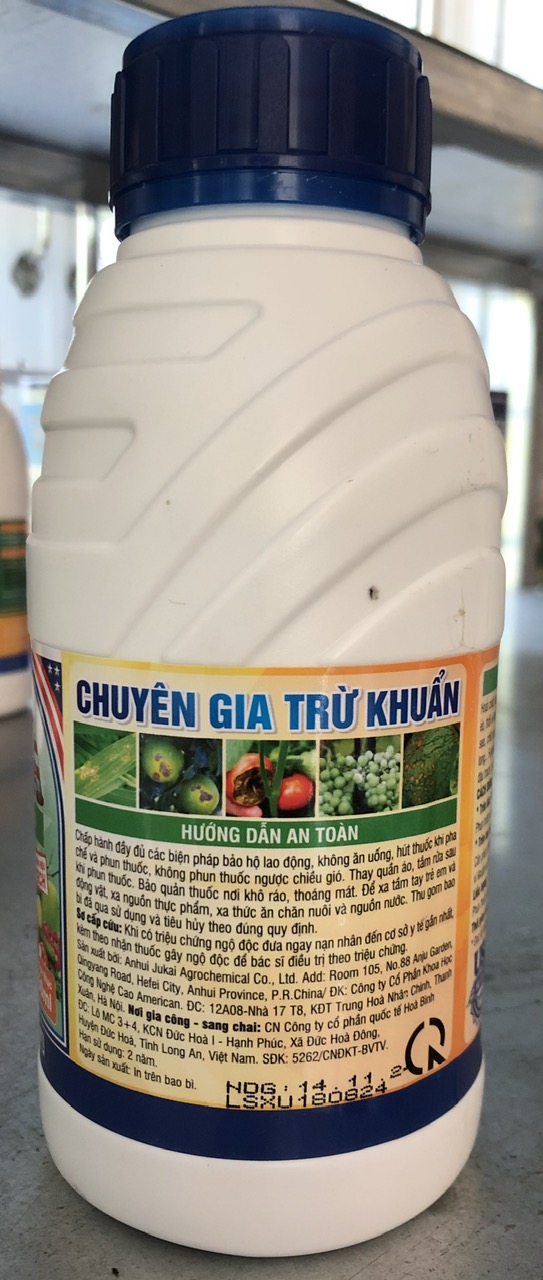 CHUYÊN GIA TRỪ KHUẨN
HƯỚNG DẪN AN TOÀN
Chấp hành đầy đủ các biện pháp bảo hộ lao động, không ăn uống, hút thuốc khi pha
chế và phun thuốc, không phun thuốc ngược chiều gió. Thay quần áo, tắm rửa sau
khi phun thuốc. Bảo quản thuốc nơi khô ráo, thoáng mát. Để xa tầm tay trẻ em và
động vật, xa nguồn thực phẩm, xa thức ăn chăn nuôi và nguồn nước. Thu gom bao
bì đã qua sử dụng và tiêu hủy theo đúng quy định.
Sơ cấp cứu: Khi có triệu chứng ngộ độc đưa ngay nạn nhân đến cơ sở y tế gần nhất,
kèm theo nhận thuốc gây ngộ độc để bác sĩ điều trị theo triệu chứng.
Sản xuất bởi: Anhui Jukai Agrochemical Co., Ltd. Add: Room 105, No.88 Anju Garden,
Qingyang Road, Hefei City, Anhui Province, P.R.China/ ĐK: Công ty Cổ Phần Khoa Học
Công Nghệ Cao American. ĐC: 12A08-Nhà 17 T8, KĐT Trung Hoà Nhân Chính, Thanh
Xuân, Hà Nội. Nơi gia công - sang chai: CN Công ty cổ phần quốc tế Hoà Bình
ĐC: Lô MC 3+4, KCN Đức Hoà I - Hạnh Phúc, Xã Đức Hoà Đông,
Huyện Đức Hoà, Tỉnh Long An, Việt Nam. SĐK: 5262/CNĐKT-BVTV.
Hạn sử dụng: 2 năm.
Ngày sản xuất: In trên bao bì.
NDG: 14.11.2
LSXU180824